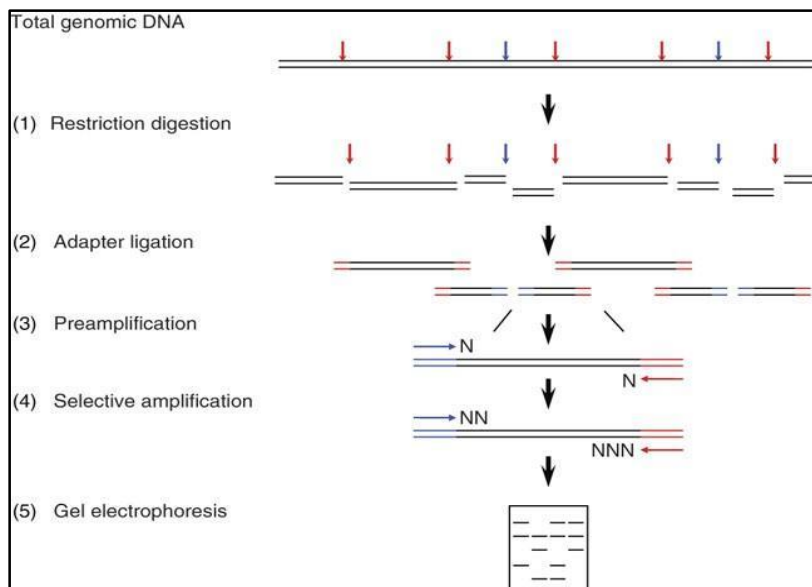 Total genomic DNA
(1) Restriction digestion
(2) Adapter ligation
(3) Preamplification
N
N
(4) Selective amplification
NN
NNN
(5) Gel electrophoresis